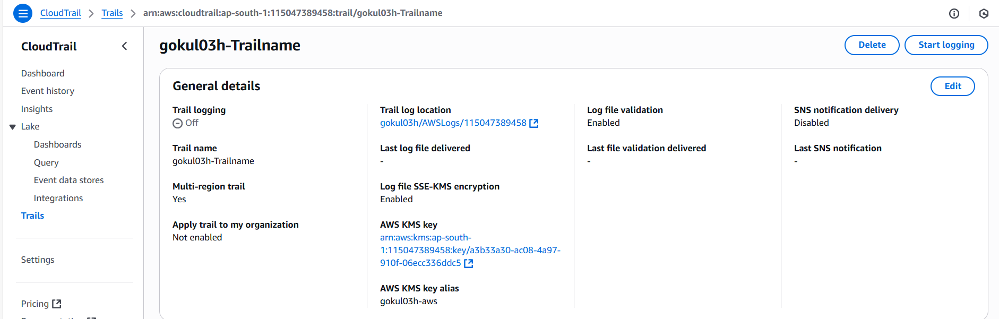 CloudTrail > Trails > arn:aws:cloudtrail:ap-south-1:115047389458:trail/gokul03h-Trailname
CloudTrail
Dashboard
Event history
Insights
Lake
Dashboards
Query
Event data stores
Integrations
Trails
Settings
Pricing
gokul03h-Trailname
Delete
Start logging
General details
Edit
Trail logging
Off
Trail name
gokul03h-Trailname
Multi-region trail
Yes
Apply trail to my organization
Not enabled
Trail log location
gokul03h/AWSLogs/115047389458
Last log file delivered
-
Log file SSE-KMS encryption
Enabled
AWS KMS key
arn:aws:kms:ap-south-
1:115047389458:key/a3b33a30-ac08-4a97-
910f-06ecc336ddc5
AWS KMS key alias
gokul03h-aws
Log file validation
Enabled
Last file validation delivered
-
SNS notification delivery
Disabled
Last SNS notification
-